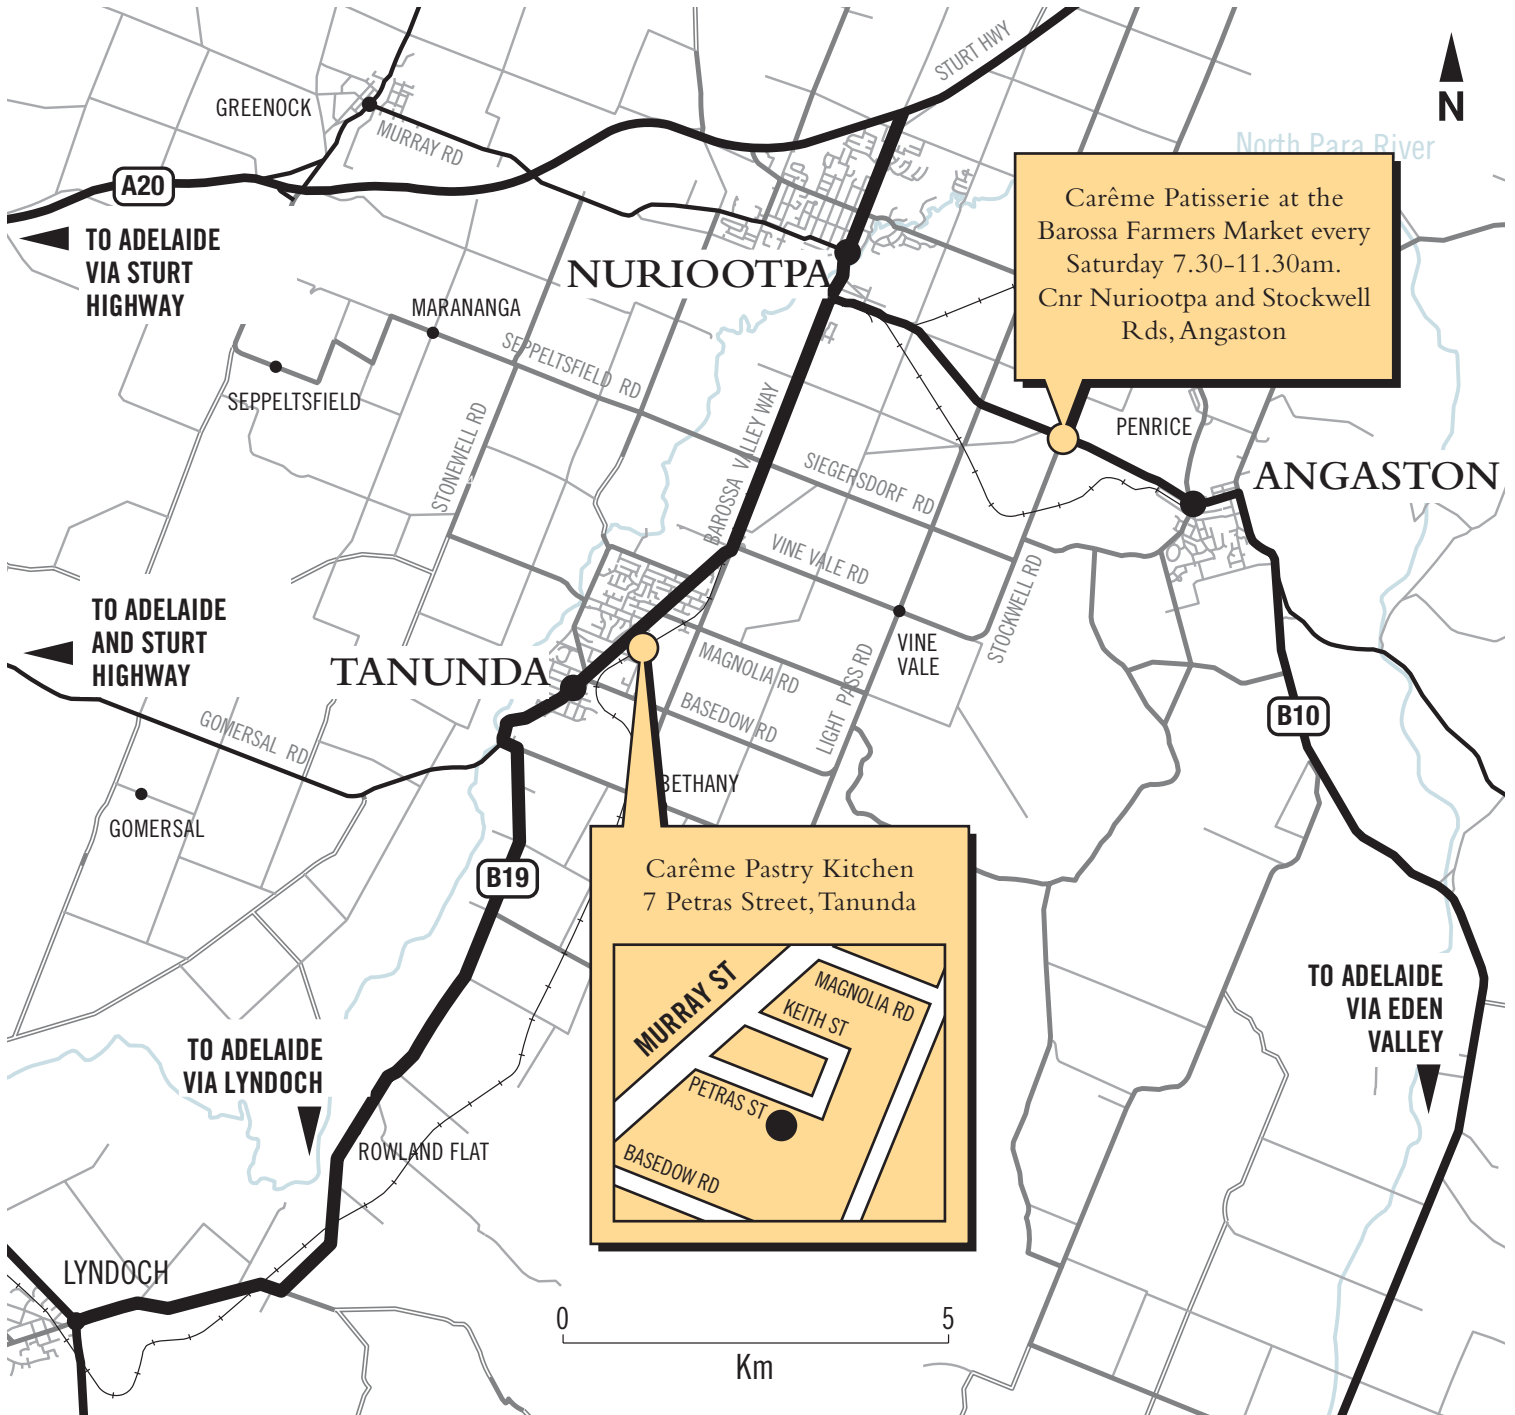 STURT HWY
N
GREENOCK
MURRAY RD
North Para River
A20
Carême Patisserie at the
Barossa Farmers Market every
Saturday 7.30-11.30am.
Cnr Nuriootpa and Stockwell
Rds, Angaston
TO ADELAIDE
VIA STURT
HIGHWAY
NURIOOTPA
MARANANGA
SEPPELTSFIELD RD
SEPPELTSFIELD
STONEWELL RD
BAROSSA VALLEY WAY
PENRICE
SIEGERSDORF RD
ANGASTON
VINE VALE RD
STOCKWELL RD
TO ADELAIDE
AND STURT
HIGHWAY
VINE
VALE
TANUNDA
MAGNOLIA RD
LIGHT PASS RD
BASEDOW RD
B10
GOMERSAL RD
BETHANY
GOMERSAL
B19
Carême Pastry Kitchen
7 Petras Street, Tanunda
MURRAY ST
MAGNOLIA RD
KEITH ST
PETRAS ST
BASEDOW RD
TO ADELAIDE
VIA EDEN
VALLEY
TO ADELAIDE
VIA LYNDOCH
ROWLAND FLAT
LYNDOCH
0 5
Km